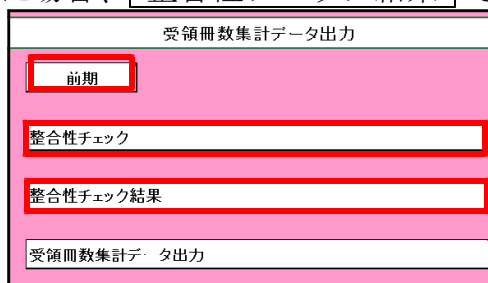 受領冊数集計データ出力
前期
整合性チェック
整合性チェック結果
受領冊数集計データ出力